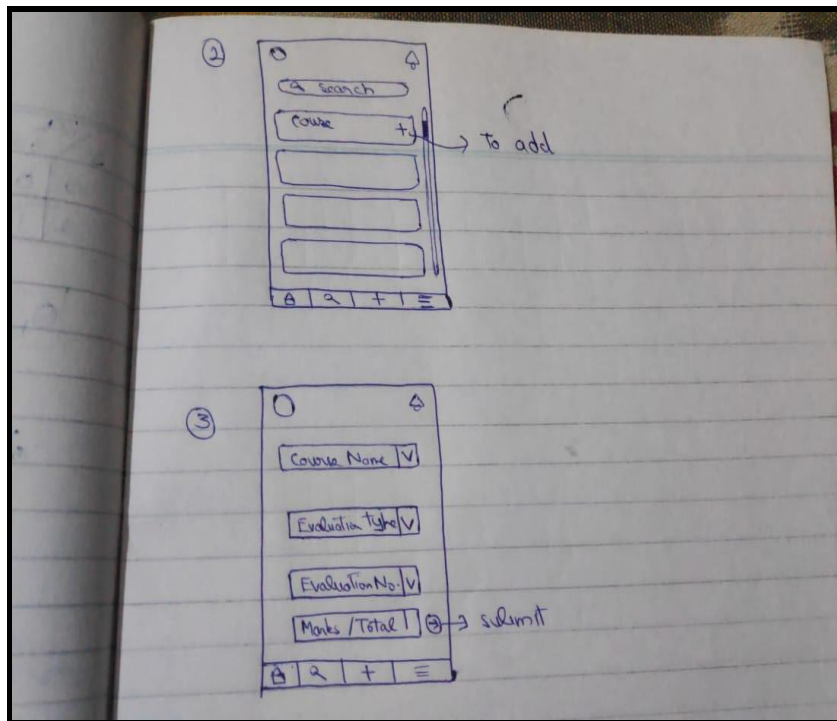 2
Search
Course +
To add
+
3
Course Name
Evaluation type
Evaluation No.
Marks / Total
submit
+